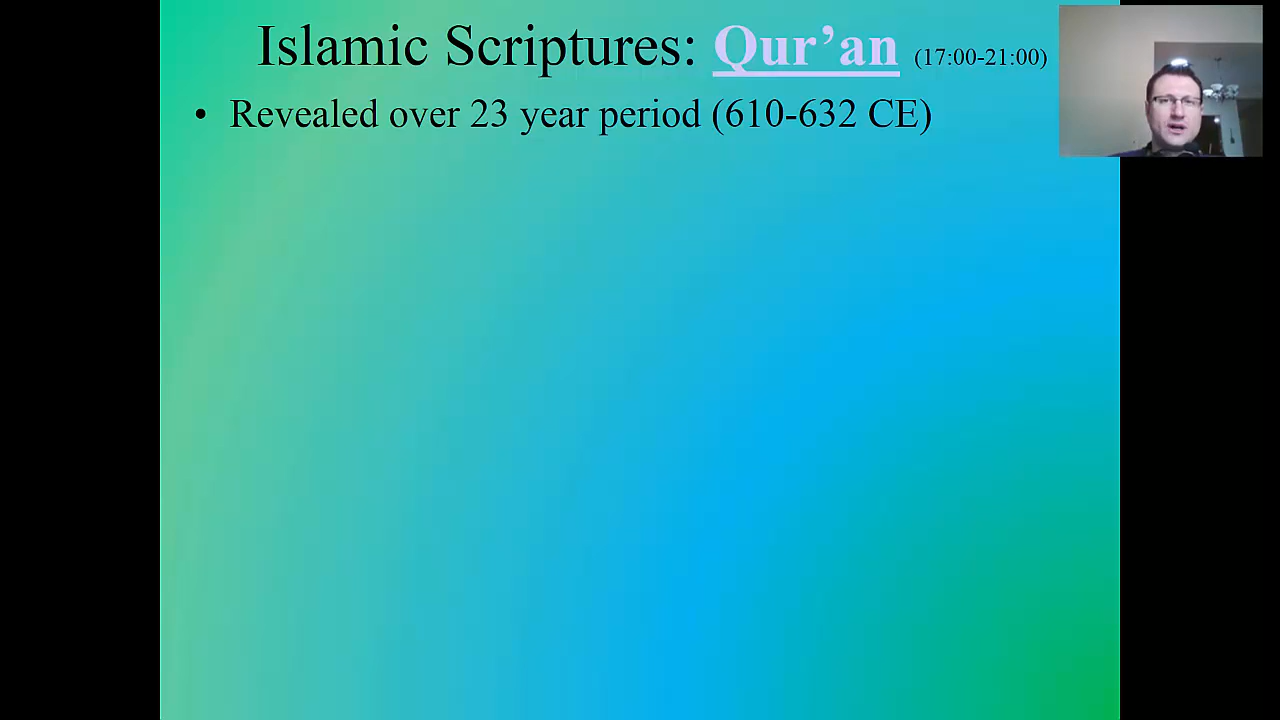 Islamic Scriptures: Qur’an (17:00-21:00)
• Revealed over 23 year period (610-632 CE)